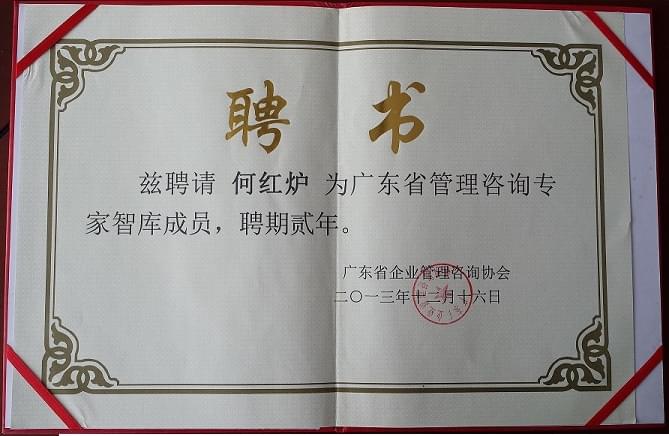 聘 书
兹聘请 何红炉 为广东省管理咨询专
家智库成员，聘期贰年。
广东省企业管理咨询协会
二〇一三年十二月十六日